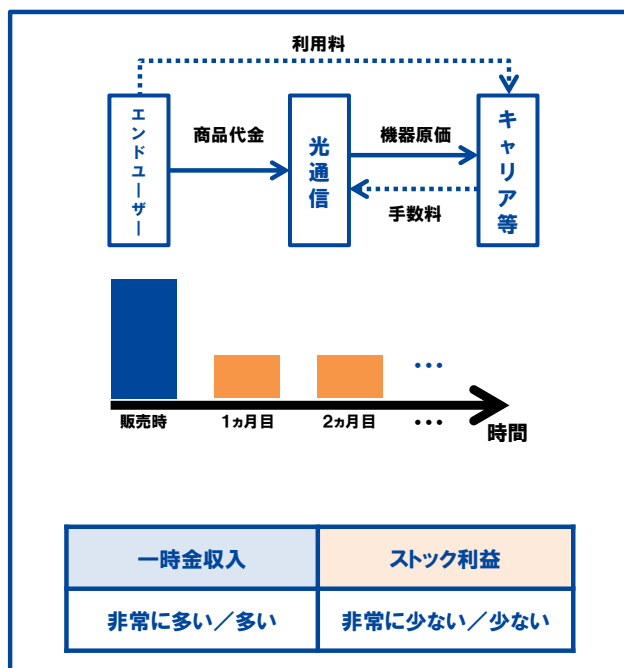 利用料
エンドユーザー
商品代金
光通信
機器原価
手数料
キャリア等
…
販売時
1ヵ月目
2ヵ月目
…
時間
一時金収入
ストック利益
非常に多い／多い
非常に少ない／少ない